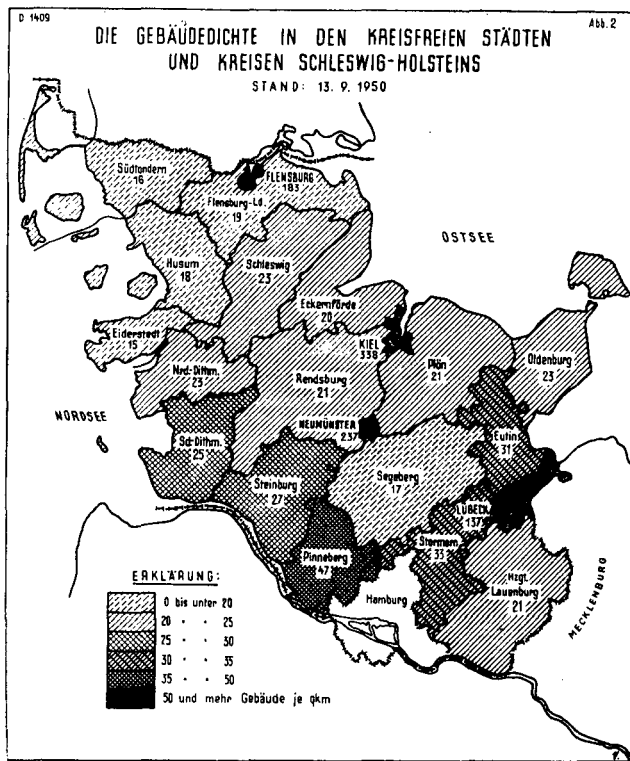 D 1409
Abb. 2
DIE GEBÄUDEDICHTE IN DEN KREISFREIEN STÄDTEN
UND KREISEN SCHLESWIG-HOLSTEINS
STAND: 13. 9. 1950
Südtondern
16
FLENSBURG
183
Flensburg-Ld.
19
OSTSEE
Husum
18
Schleswig
23
Eckernförde
20
Eiderstedt
15
KIEL
338
Nrd.-Dithm.
23
Rendsburg
21
Plön
21
Oldenburg
23
NORDSEE
NEUMÜNSTER
237
Sd-Dithm.
25
Eutin
31
Steinburg
27
Segeberg
17
LÜBECK
137
Stormarn
33
Pinneberg
47
Hamburg
Hzgt.
Lauenburg
21
MECKLENBURG
ERKLÄRUNG:
0 bis unter 20
20 " " 25
25 " " 30
30 " " 35
35 " " 50
50 und mehr Gebäude je qkm